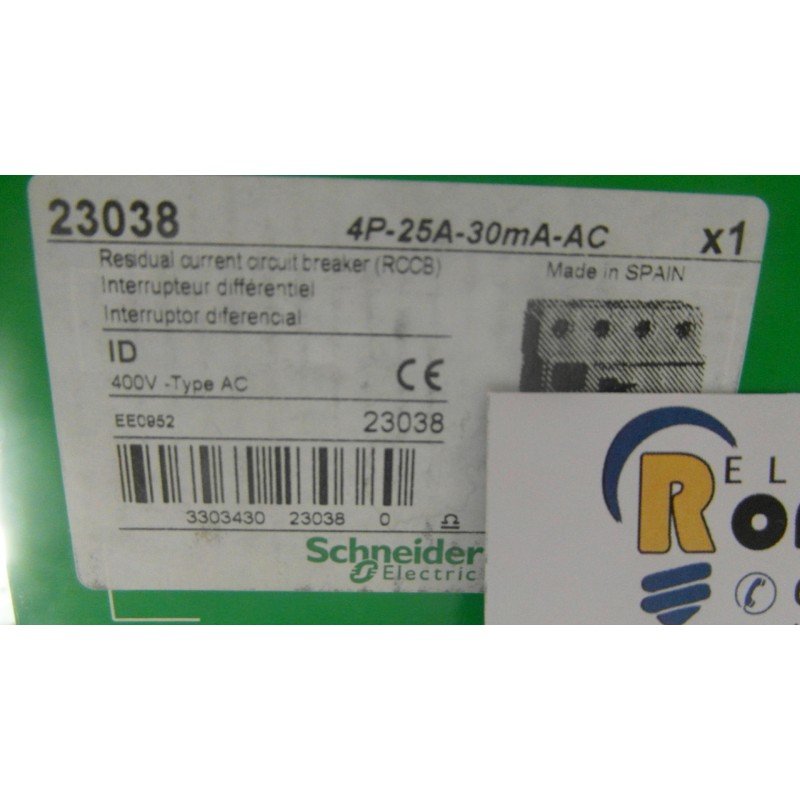 23038 4P-25A-30mA-AC x1
Residual current circuit breaker (RCCB) Made in SPAIN
Interrupteur différentiel
Interruptor diferencial
ID
400V -Type AC CE
EE0952 23038
3303430 23038 0
Schneider
Electric
REL